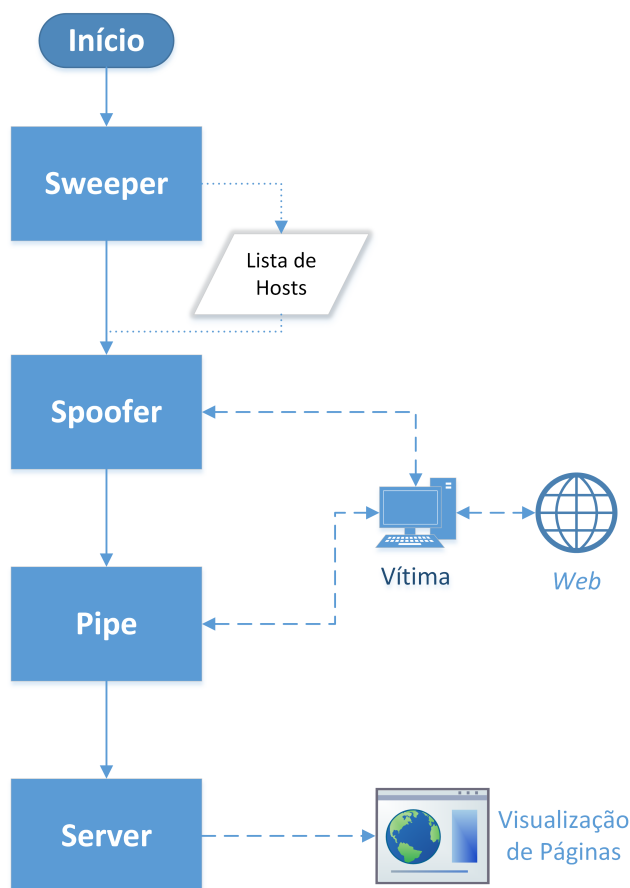 Início
Sweeper
Lista de
Hosts
Spoofer
Vítima
Web
Pipe
Server
Visualização
de Páginas